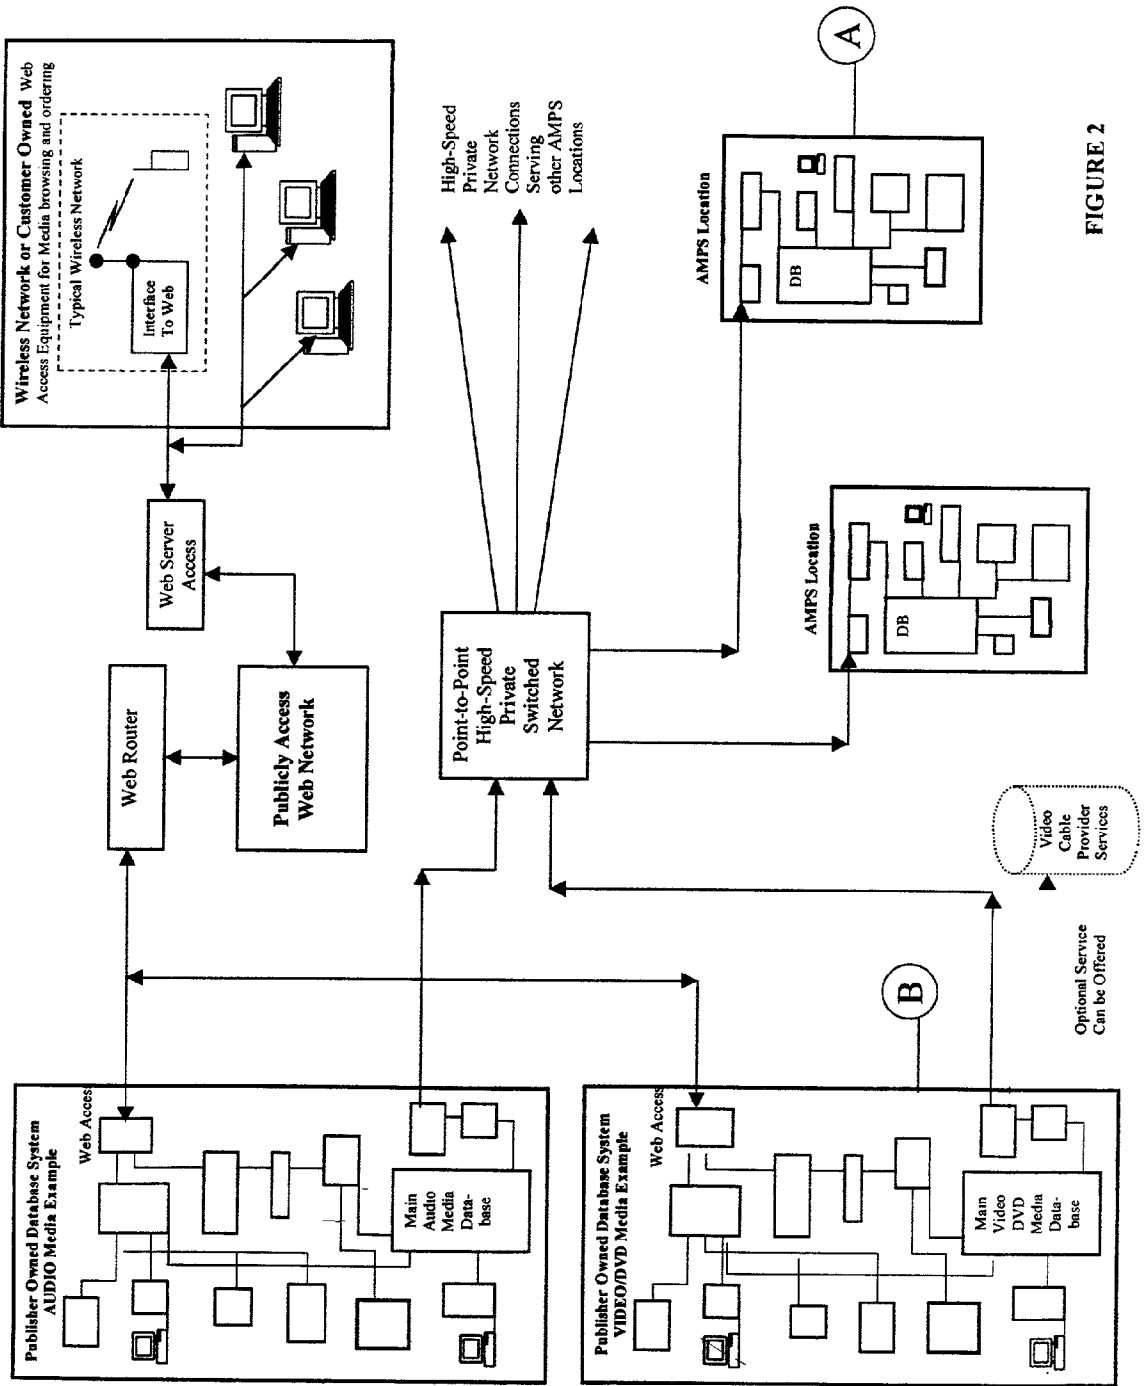 Publisher Owned Database System
AUDIO Media Example
Web Access
Main
Audio
Media
Data-
base
Publisher Owned Database System
VIDEO/DVD Media Example
Web Access
Main
Video
DVD
Media
Data-
base
B
Optional Service
Can be Offered
Video
Cable
Provider
Services
Web Router
Publicly Access
Web Network
Web Server
Access
Point-to-Point
High-Speed
Private
Switched
Network
Wireless Network or Customer Owned Web
Access Equipment for Media browsing and ordering
Typical Wireless Network
Interface
To Web
High-Speed
Private
Network
Connections
Serving
other AMPS
Locations
AMPS Location
DB
AMPS Location
DB
A
FIGURE 2